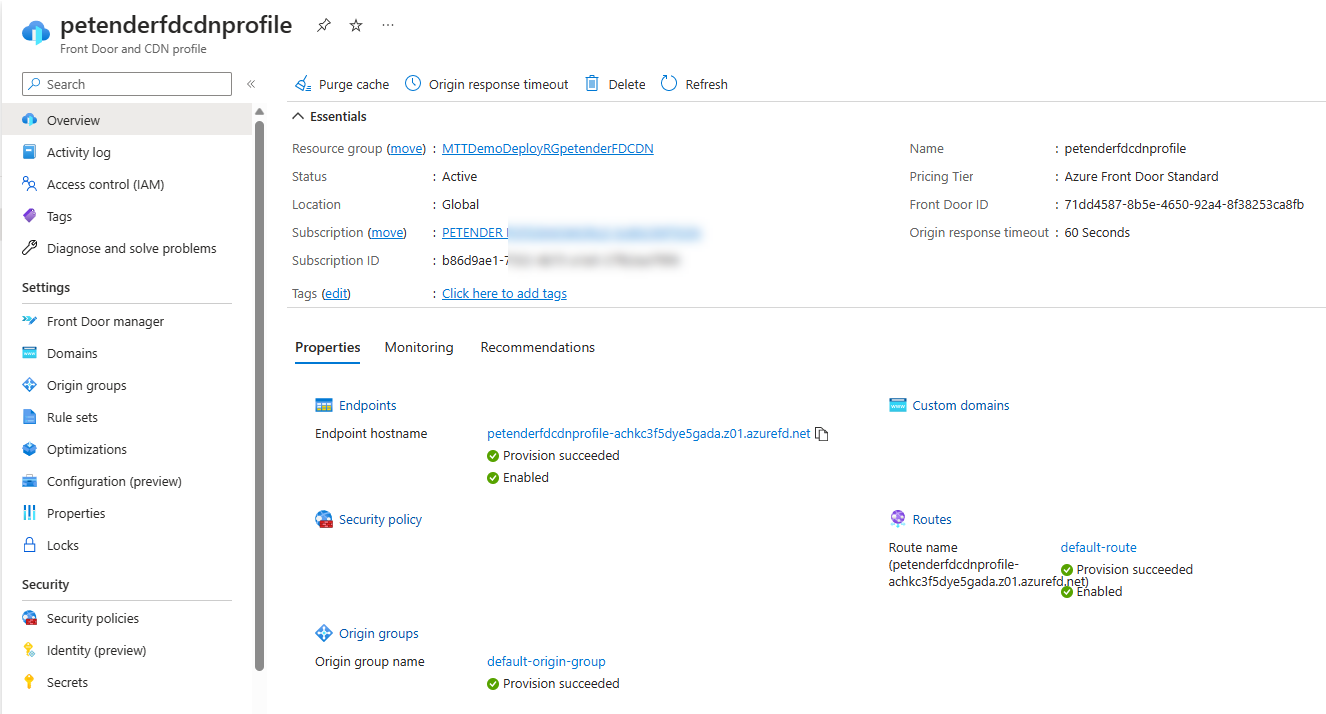 petenderfdcdnprofile
Front Door and CDN profile
Search
Overview
Activity log
Access control (IAM)
Tags
Diagnose and solve problems
Settings
Front Door manager
Domains
Origin groups
Rule sets
Optimizations
Configuration (preview)
Properties
Locks
Security
Security policies
Identity (preview)
Secrets
Purge cache
Origin response timeout
Delete
Refresh
Essentials
Resource group (move) : MTTDemoDeployRGpetenderFDCDN
Status : Active
Location : Global
Subscription (move) : PETENDER
Subscription ID : b86d9ae1-
Tags (edit) : Click here to add tags
Name : petenderfdcdnprofile
Pricing Tier : Azure Front Door Standard
Front Door ID : 71dd4587-8b5e-4650-92a4-8f38253ca8fb
Origin response timeout : 60 Seconds
Properties Monitoring Recommendations
Endpoints
Endpoint hostname petenderfdcdnprofile-achkc3f5dye5gada.z01.azurefd.net
Provision succeeded
Enabled
Custom domains
www
Security policy
Routes
Route name default-route
(petenderfdcdnprofile-
achkc3f5dye5gada.z01.azurefd.net)
Provision succeeded
Enabled
Origin groups
Origin group name default-origin-group
Provision succeeded